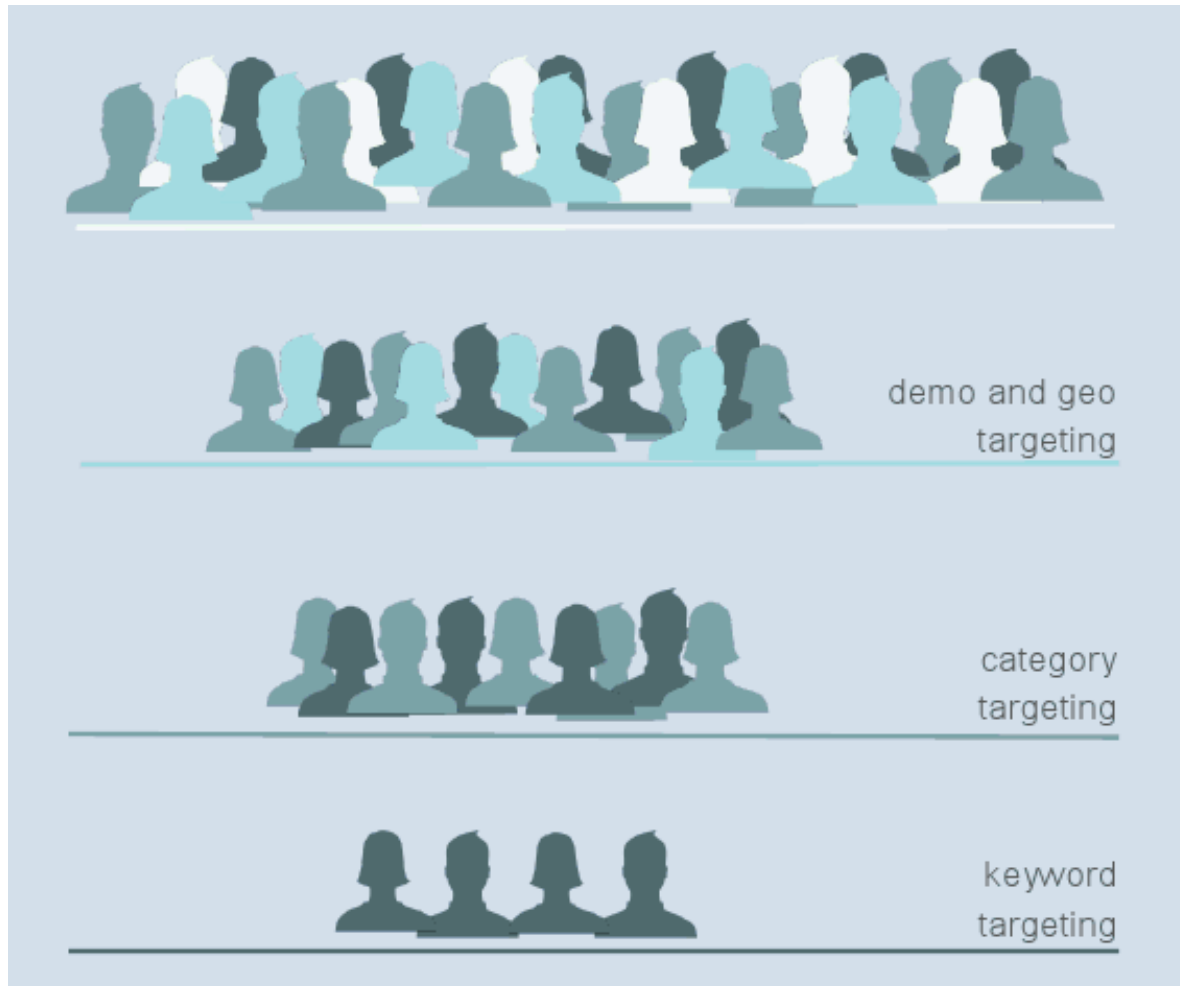 demo and geo
targeting
category
targeting
keyword
targeting